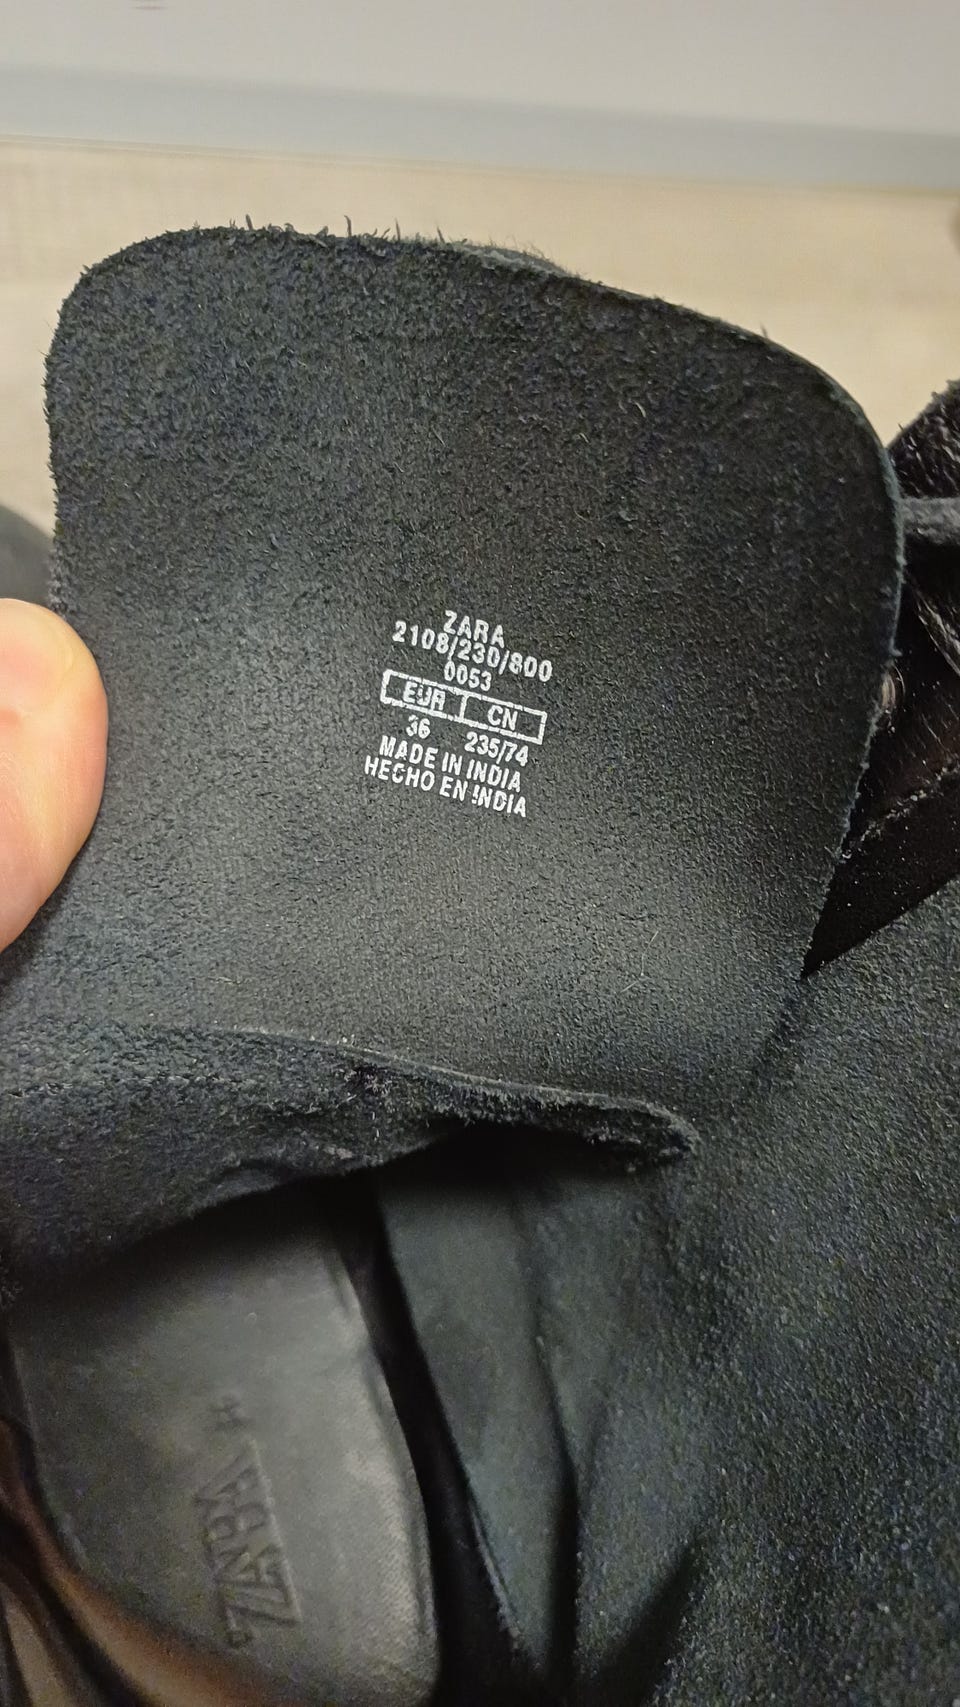 ZARA
2108/230/800
0053
EUR CN
36 235/74
MADE IN INDIA
HECHO EN INDIA
ZARA